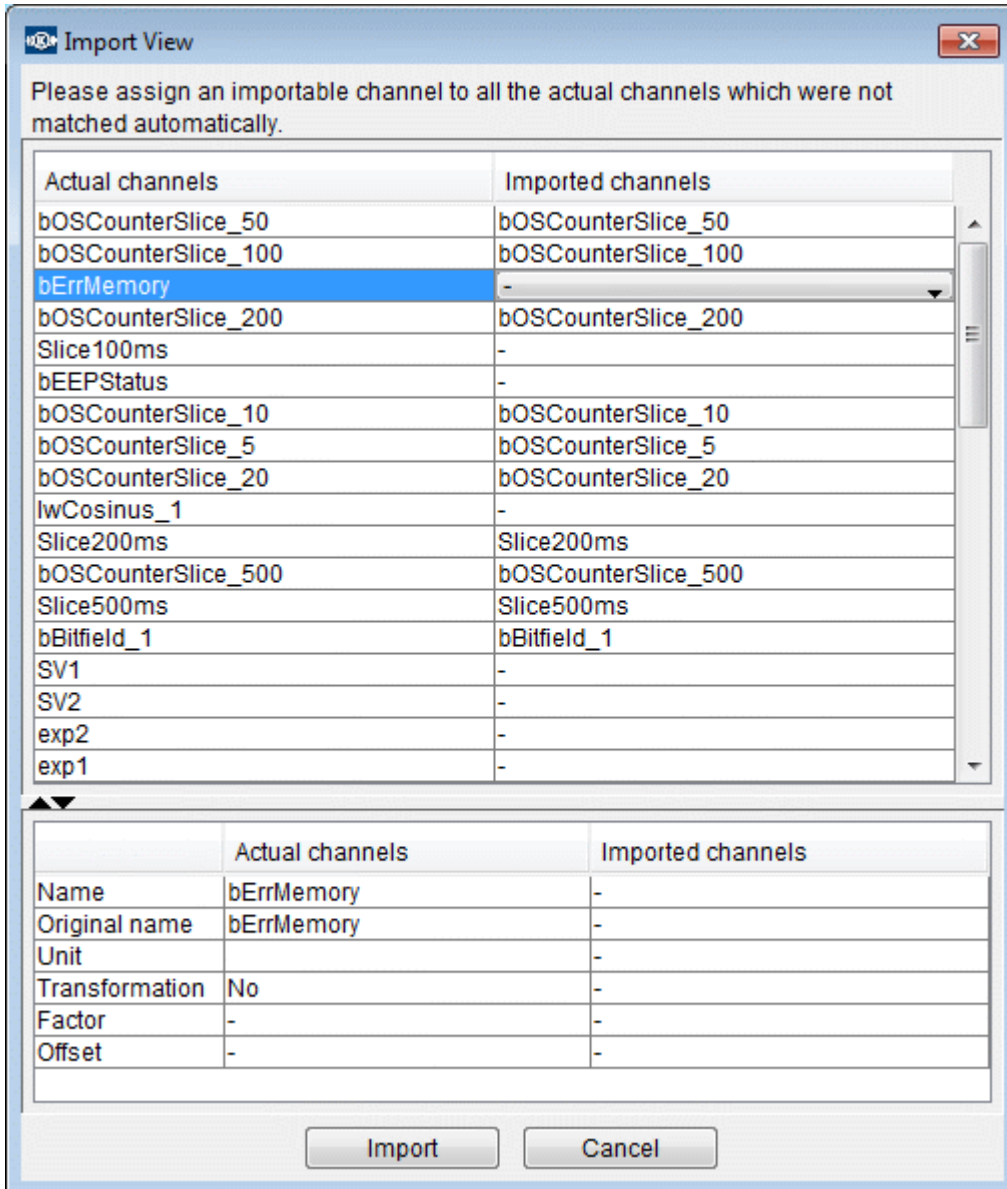 Import View
Please assign an importable channel to all the actual channels which were not
matched automatically.
Actual channels Imported channels
bOSCounterSlice_50 bOSCounterSlice_50
bOSCounterSlice_100 bOSCounterSlice_100
bErrMemory -
bOSCounterSlice_200 bOSCounterSlice_200
Slice100ms -
bEEPStatus -
bOSCounterSlice_10 bOSCounterSlice_10
bOSCounterSlice_5 bOSCounterSlice_5
bOSCounterSlice_20 bOSCounterSlice_20
lwCosinus_1 -
Slice200ms Slice200ms
bOSCounterSlice_500 bOSCounterSlice_500
Slice500ms Slice500ms
bBitfield_1 bBitfield_1
SV1 -
SV2 -
exp2 -
exp1 -
Actual channels Imported channels
Name bErrMemory -
Original name bErrMemory -
Unit -
Transformation No -
Factor - -
Offset - -
Import Cancel